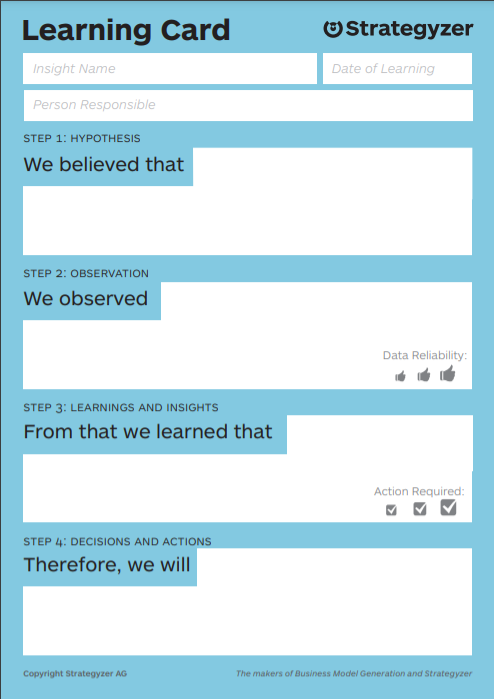 Learning Card
Strategyzer
Insight Name
Date of Learning
Person Responsible
STEP 1: HYPOTHESIS
We believed that
STEP 2: OBSERVATION
We observed
Data Reliability:
STEP 3: LEARNINGS AND INSIGHTS
From that we learned that
Action Required:
STEP 4: DECISIONS AND ACTIONS
Therefore, we will
Copyright Strategyzer AG
The makers of Business Model Generation and Strategyzer